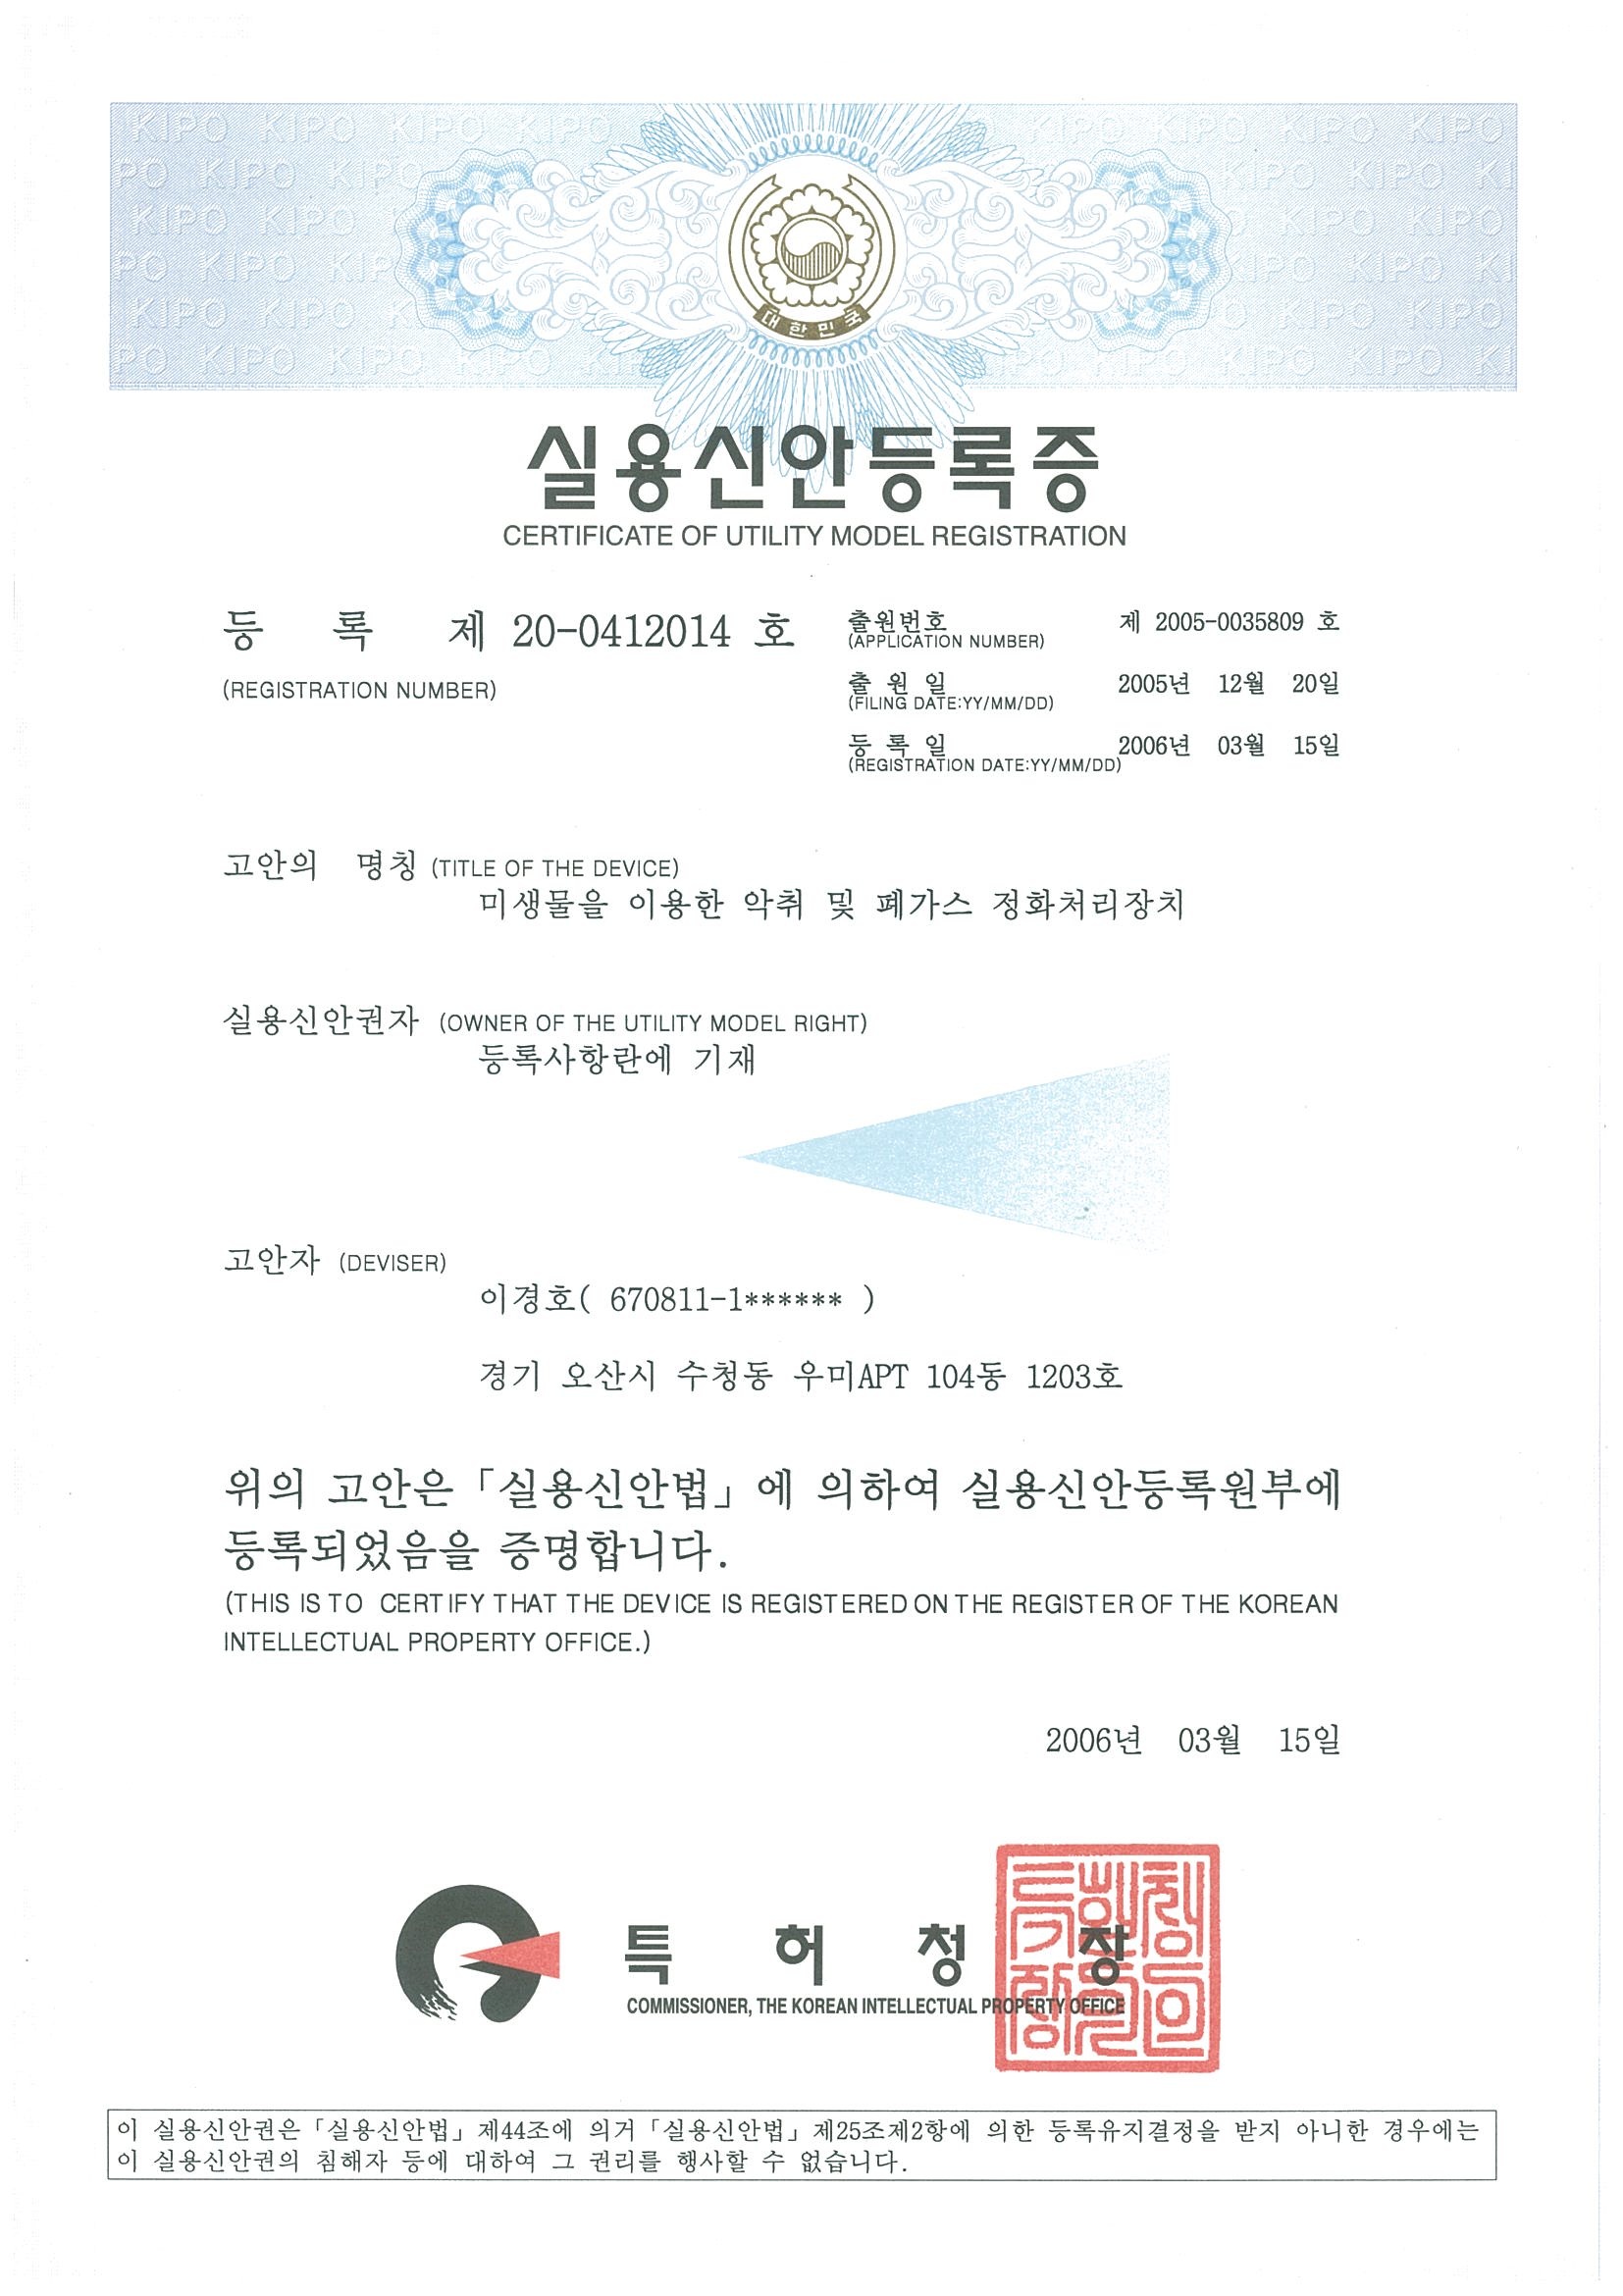 대한민국
실용신안등록증
CERTIFICATE OF UTILITY MODEL REGISTRATION
등 록 제 20-0412014 호
(REGISTRATION NUMBER)
출원번호 제 2005-0035809 호
(APPLICATION NUMBER)
출 원 일 2005년 12월 20일
(FILING DATE:YY/MM/DD)
등 록 일 2006년 03월 15일
(REGISTRATION DATE:YY/MM/DD)
고안의 명칭 (TITLE OF THE DEVICE)
미생물을 이용한 악취 및 폐가스 정화처리장치
실용신안권자 (OWNER OF THE UTILITY MODEL RIGHT)
등록사항란에 기재
고안자 (DEVISER)
이경호( 670811-1****** )
경기 오산시 수청동 우미APT 104동 1203호
위의 고안은 「실용신안법」에 의하여 실용신안등록원부에
등록되었음을 증명합니다.
(THIS IS TO CERTIFY THAT THE DEVICE IS REGISTERED ON THE REGISTER OF THE KOREAN
INTELLECTUAL PROPERTY OFFICE.)
2006년 03월 15일
특 허 청 장
COMMISSIONER, THE KOREAN INTELLECTUAL PROPERTY OFFICE
이 실용신안권은 「실용신안법」 제44조에 의거 「실용신안법」 제25조제2항에 의한 등록유지결정을 받지 아니한 경우에는
이 실용신안권의 침해자 등에 대하여 그 권리를 행사할 수 없습니다.